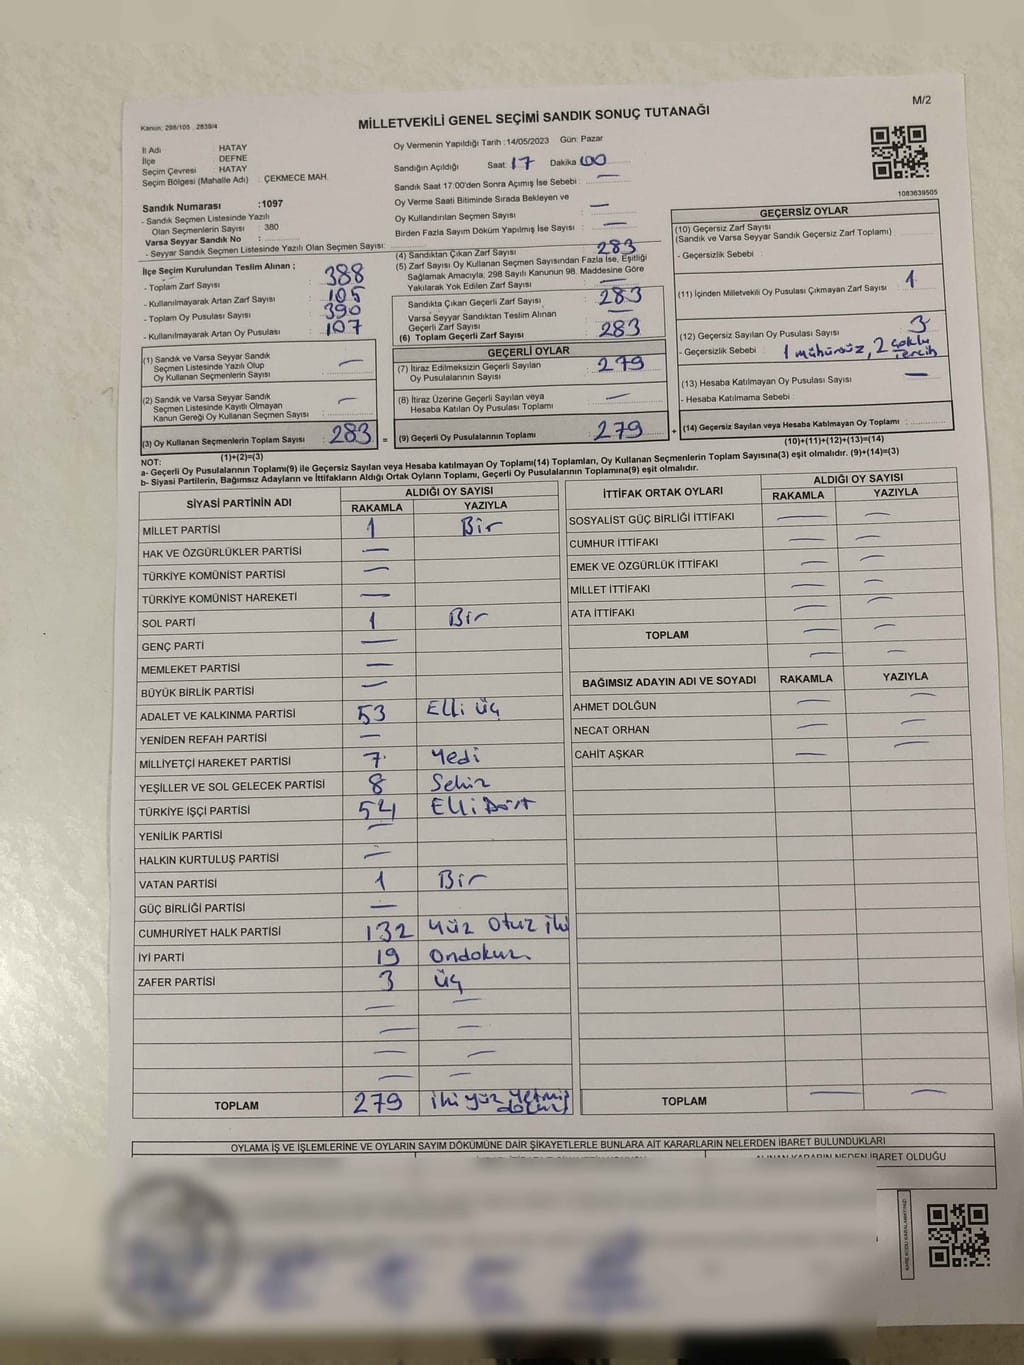 M/2
Kanun: 298/105 , 2839/4
MİLLETVEKİLİ GENEL SEÇİMİ SANDIK SONUÇ TUTANAĞI
İl Adı : HATAY
İlçe : DEFNE
Seçim Çevresi : HATAY
Seçim Bölgesi (Mahalle Adı) : ÇEKMECE MAH.
Oy Vermenin Yapıldığı Tarih :14/05/2023 Gün: Pazar
Sandığın Açıldığı Saat 17 Dakika 00
Sandık Saat 17:00'den Sonra Açımış İse Sebebi : —
Oy Verme Saati Bitiminde Sırada Bekleyen ve
Oy Kullandırılan Seçmen Sayısı : —
Birden Fazla Sayım Döküm Yapılmış İse Sayısı : —
1083639505
Sandık Numarası :1097
- Sandık Seçmen Listesinde Yazılı
Olan Seçmenlerin Sayısı : 380
Varsa Seyyar Sandık No :
- Seyyar Sandık Seçmen Listesinde Yazılı Olan Seçmen Sayısı:
İlçe Seçim Kurulundan Teslim Alınan ;
- Toplam Zarf Sayısı : 388
- Kullanılmayarak Artan Zarf Sayısı : 105
- Toplam Oy Pusulası Sayısı : 390
- Kullanılmayarak Artan Oy Pusulası : 107
(1) Sandık ve Varsa Seyyar Sandık
Seçmen Listesinde Yazılı Olup
Oy Kullanan Seçmenlerin Sayısı : —
(2) Sandık ve Varsa Seyyar Sandık
Seçmen Listesinde Kayıtlı Olmayan
Kanun Gereği Oy Kullanan Seçmen Sayısı : —
(3) Oy Kullanan Seçmenlerin Toplam Sayısı : 283 =
(1)+(2)=(3)
(4) Sandıktan Çıkan Zarf Sayısı : 283
(5) Zarf Sayısı Oy Kullanan Seçmen Sayısından Fazla İse, Eşitliği
Sağlamak Amacıyla, 298 Sayılı Kanunun 98. Maddesine Göre
Yakılarak Yok Edilen Zarf Sayısı : —
Sandıkta Çıkan Geçerli Zarf Sayısı : 283
Varsa Seyyar Sandıktan Teslim Alınan
Geçerli Zarf Sayısı : —
(6) Toplam Geçerli Zarf Sayısı : 283
GEÇERLİ OYLAR
(7) İtiraz Edilmeksizin Geçerli Sayılan
Oy Pusulalarının Sayısı : 279
(8) İtiraz Üzerine Geçerli Sayılan veya
Hesaba Katılan Oy Pusulası Toplamı : —
(9) Geçerli Oy Pusulalarının Toplamı : 279 +
GEÇERSİZ OYLAR
(10) Geçersiz Zarf Sayısı
(Sandık ve Varsa Seyyar Sandık Geçersiz Zarf Toplamı) :
- Geçersizlik Sebebi :
(11) İçinden Milletvekili Oy Pusulası Çıkmayan Zarf Sayısı : 1
(12) Geçersiz Sayılan Oy Pusulası Sayısı : 3
- Geçersizlik Sebebi : 1 mühürsüz, 2 çoklu
tercih
(13) Hesaba Katılmayan Oy Pusulası Sayısı : —
- Hesaba Katılmama Sebebi :
(14) Geçersiz Sayılan veya Hesaba Katılmayan Oy Toplamı :
(10)+(11)+(12)+(13)=(14)
NOT:
a- Geçerli Oy Pusulalarının Toplamı(9) ile Geçersiz Sayılan veya Hesaba katılmayan Oy Toplamı(14) Toplamları, Oy Kullanan Seçmenlerin Toplam Sayısına(3) eşit olmalıdır. (9)+(14)=(3)
b- Siyasi Partilerin, Bağımsız Adayların ve İttifakların Aldığı Ortak Oyların Toplamı, Geçerli Oy Pusulalarının Toplamına(9) eşit olmalıdır.
SİYASİ PARTİNİN ADI ALDIĞI OY SAYISI
RAKAMLA YAZIYLA
MİLLET PARTİSİ 1 Bir
HAK VE ÖZGÜRLÜKLER PARTİSİ —
TÜRKİYE KOMÜNİST PARTİSİ —
TÜRKİYE KOMÜNİST HAREKETİ —
SOL PARTİ 1 Bir
GENÇ PARTİ —
MEMLEKET PARTİSİ —
BÜYÜK BİRLİK PARTİSİ —
ADALET VE KALKINMA PARTİSİ 53 Elli üç
YENİDEN REFAH PARTİSİ —
MİLLİYETÇİ HAREKET PARTİSİ 7 Yedi
YEŞİLLER VE SOL GELECEK PARTİSİ 8 Sekiz
TÜRKİYE İŞÇİ PARTİSİ 54 Elli Dört
YENİLİK PARTİSİ —
HALKIN KURTULUŞ PARTİSİ —
VATAN PARTİSİ 1 Bir
GÜÇ BİRLİĞİ PARTİSİ —
CUMHURİYET HALK PARTİSİ 132 Yüz Otuz iki
İYİ PARTİ 19 Ondokuz
ZAFER PARTİSİ 3 üç
— —
— —
— —
— —
TOPLAM 279 iki yüz Yetmiş
dokuz
İTTİFAK ORTAK OYLARI ALDIĞI OY SAYISI
RAKAMLA YAZIYLA
SOSYALİST GÜÇ BİRLİĞİ İTTİFAKI — —
CUMHUR İTTİFAKI — —
EMEK VE ÖZGÜRLÜK İTTİFAKI — —
MİLLET İTTİFAKI — —
ATA İTTİFAKI — —
TOPLAM — —
— —
BAĞIMSIZ ADAYIN ADI VE SOYADI RAKAMLA YAZIYLA
AHMET DOLĞUN — —
NECAT ORHAN — —
CAHİT AŞKAR — —
TOPLAM — —
OYLAMA İŞ VE İŞLEMLERİNE VE OYLARIN SAYIM DÖKÜMÜNE DAİR ŞİKAYETLERLE BUNLARA AİT KARARLARIN NELERDEN İBARET BULUNDUKLARI
ALINAN KARARIN NEDEN İBARET OLDUĞU